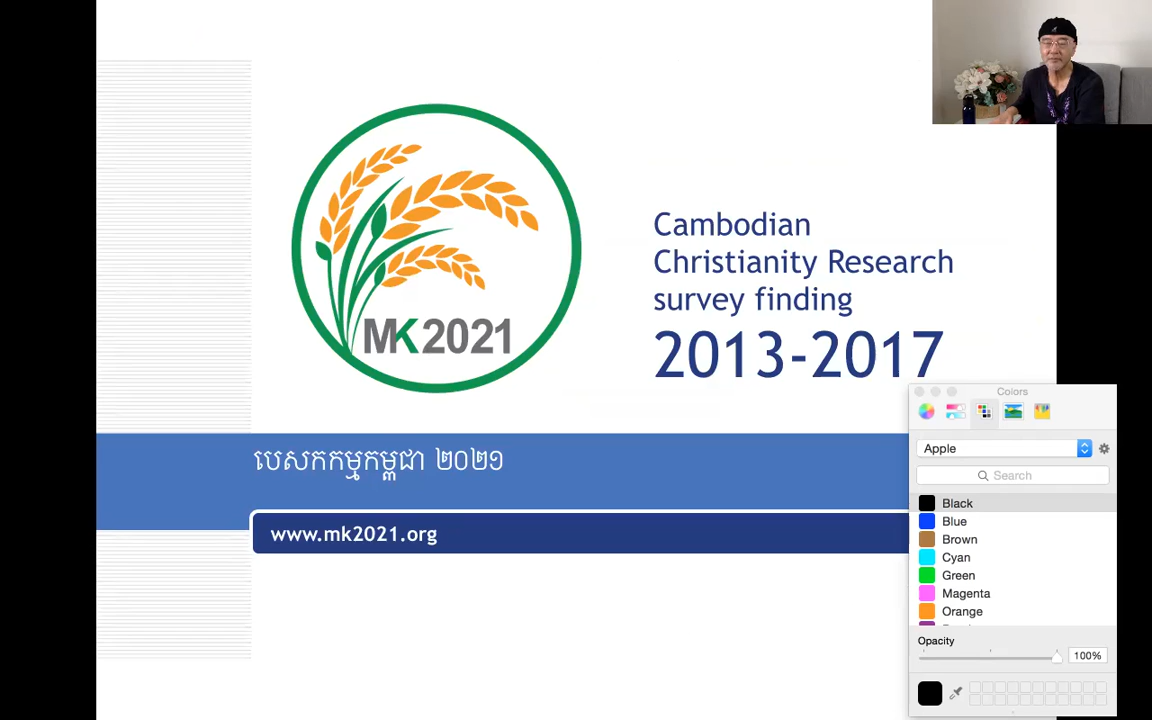 MK2021
Cambodian
Christianity Research
survey finding
2013-2017
បេសកកម្មកម្ពុជា ២០២១
www.mk2021.org
Colors
Apple
Search
Black
Blue
Brown
Cyan
Green
Magenta
Orange
Opacity
100%